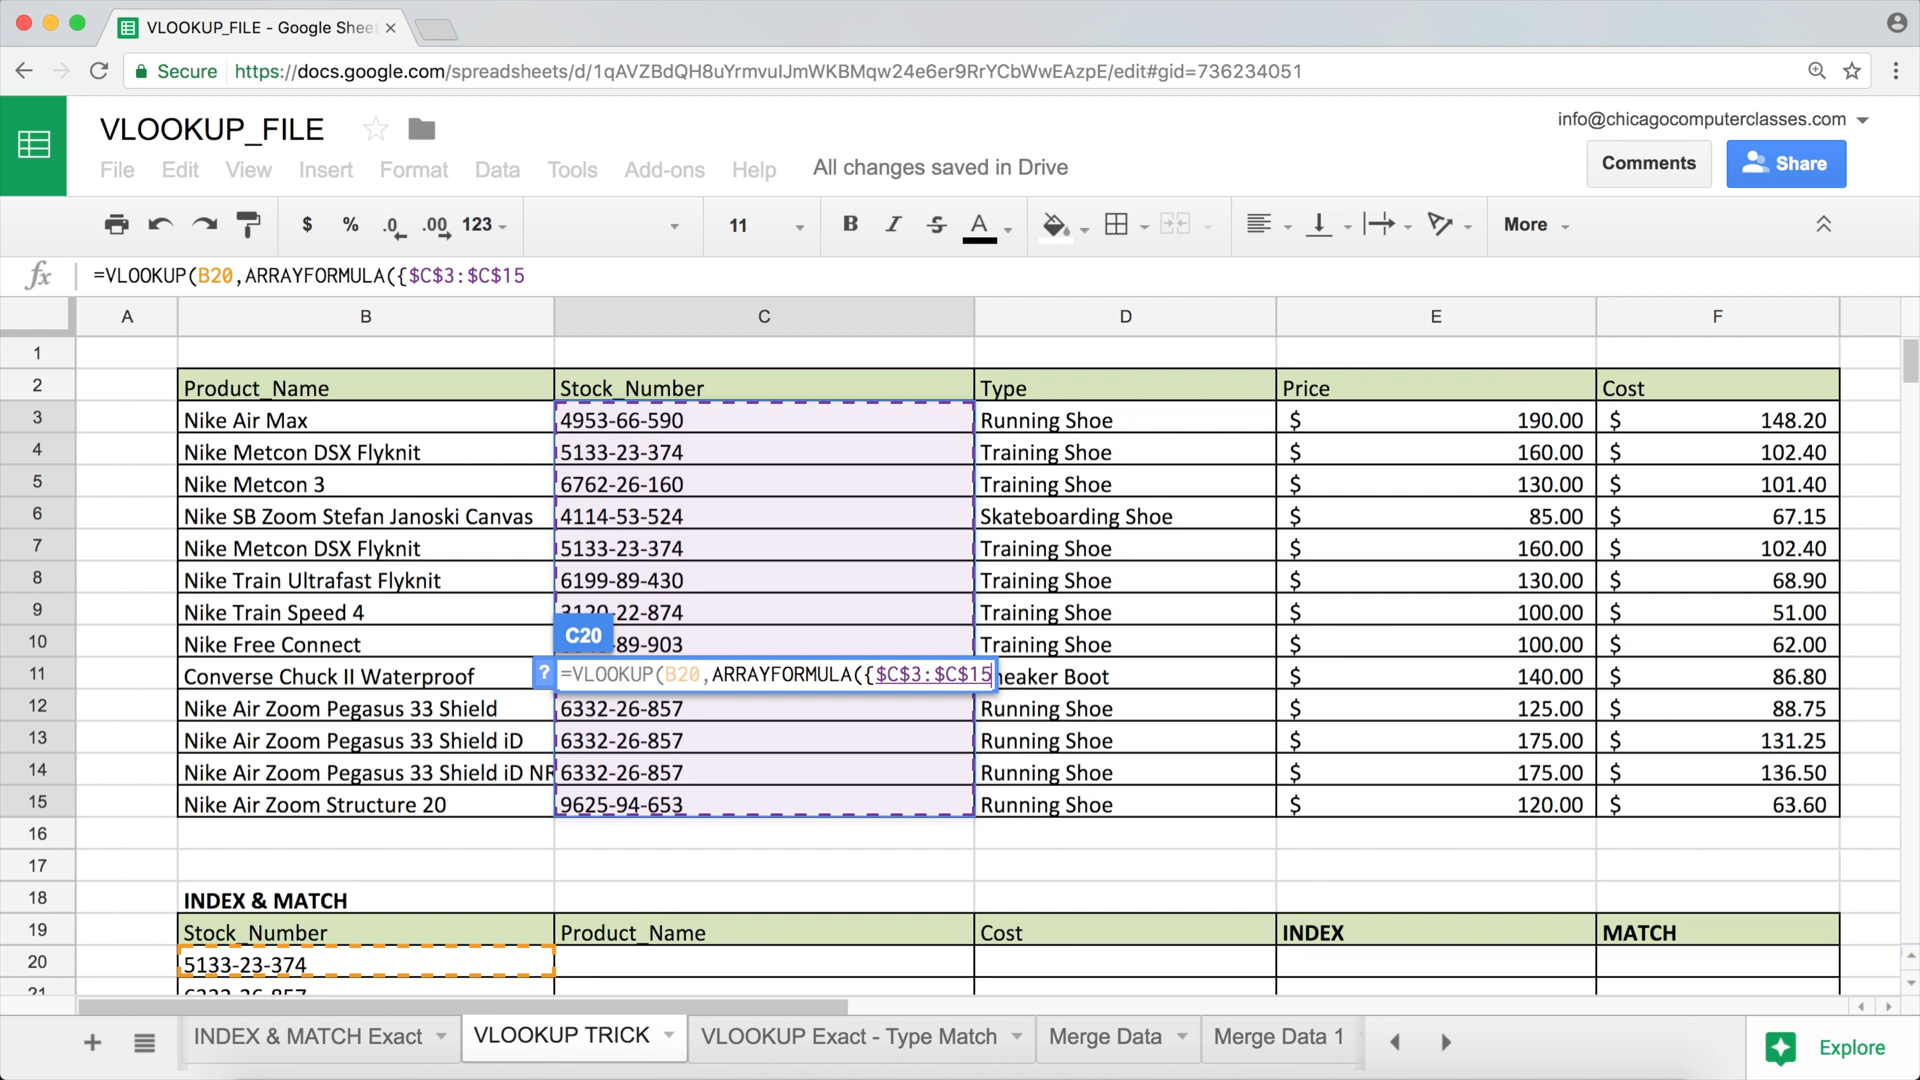 VLOOKUP_FILE - Google Sheet
Secure https://docs.google.com/spreadsheets/d/1qAVZBdQH8uYrmvuIJmWKBMqw24e6er9RrYCbWwEAzpE/edit#gid=736234051
VLOOKUP_FILE
info@chicagocomputerclasses.com
File Edit View Insert Format Data Tools Add-ons Help All changes saved in Drive
Comments Share
$ % .0 .00 123 11 B I S A More
fx =VLOOKUP(B20,ARRAYFORMULA({$C$3:$C$15
A B C D E F
1
2 Product_Name Stock_Number Type Price Cost
3 Nike Air Max 4953-66-590 Running Shoe $ 190.00 $ 148.20
4 Nike Metcon DSX Flyknit 5133-23-374 Training Shoe $ 160.00 $ 102.40
5 Nike Metcon 3 6762-26-160 Training Shoe $ 130.00 $ 101.40
6 Nike SB Zoom Stefan Janoski Canvas 4114-53-524 Skateboarding Shoe $ 85.00 $ 67.15
7 Nike Metcon DSX Flyknit 5133-23-374 Training Shoe $ 160.00 $ 102.40
8 Nike Train Ultrafast Flyknit 6199-89-430 Training Shoe $ 130.00 $ 68.90
9 Nike Train Speed 4 3120-22-874 Training Shoe $ 100.00 $ 51.00
10 Nike Free Connect C20 -89-903 Training Shoe $ 100.00 $ 62.00
11 Converse Chuck II Waterproof ? =VLOOKUP(B20,ARRAYFORMULA({$C$3:$C$15 neaker Boot $ 140.00 $ 86.80
12 Nike Air Zoom Pegasus 33 Shield 6332-26-857 Running Shoe $ 125.00 $ 88.75
13 Nike Air Zoom Pegasus 33 Shield iD 6332-26-857 Running Shoe $ 175.00 $ 131.25
14 Nike Air Zoom Pegasus 33 Shield iD NR 6332-26-857 Running Shoe $ 175.00 $ 136.50
15 Nike Air Zoom Structure 20 9625-94-653 Running Shoe $ 120.00 $ 63.60
16
17
18 INDEX & MATCH
19 Stock_Number Product_Name Cost INDEX MATCH
20 5133-23-374
21 6332-26-857
INDEX & MATCH Exact VLOOKUP TRICK VLOOKUP Exact - Type Match Merge Data Merge Data 1 Explore